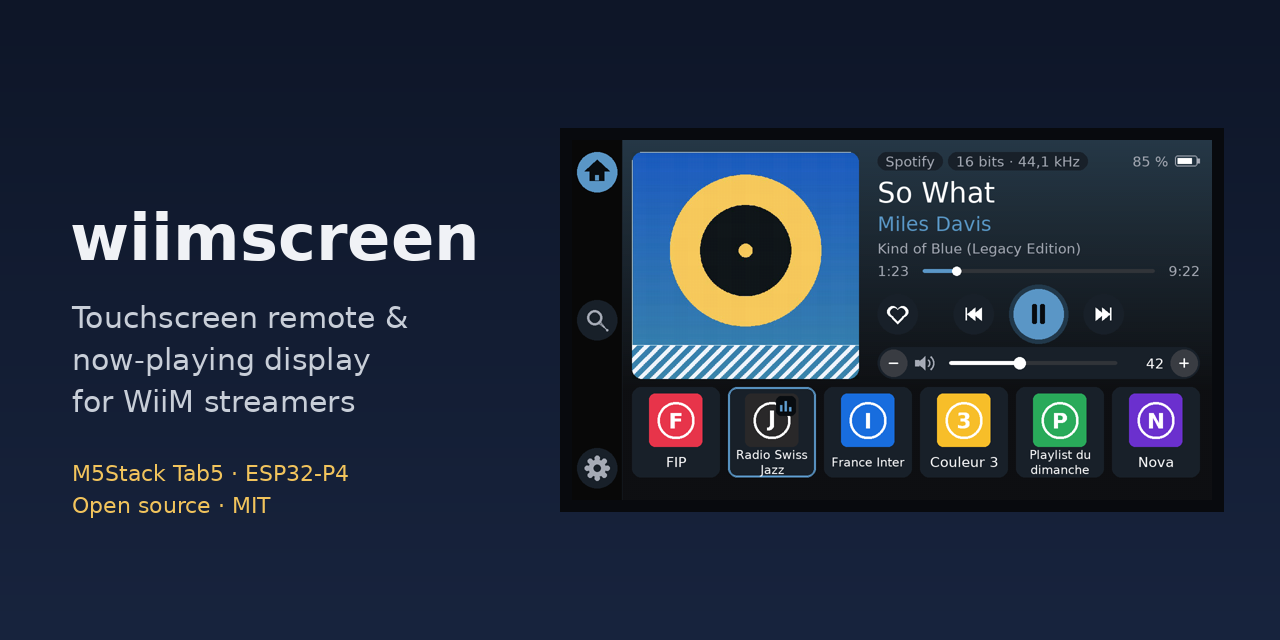 wiimscreen
Touchscreen remote &
now-playing display
for WiiM streamers
M5Stack Tab5 · ESP32-P4
Open source · MIT
Spotify
16 bits · 44,1 kHz
85 %
So What
Miles Davis
Kind of Blue (Legacy Edition)
1:23
9:22
42
F
FIP
J
Radio Swiss
Jazz
I
France Inter
3
Couleur 3
P
Playlist du
dimanche
N
Nova